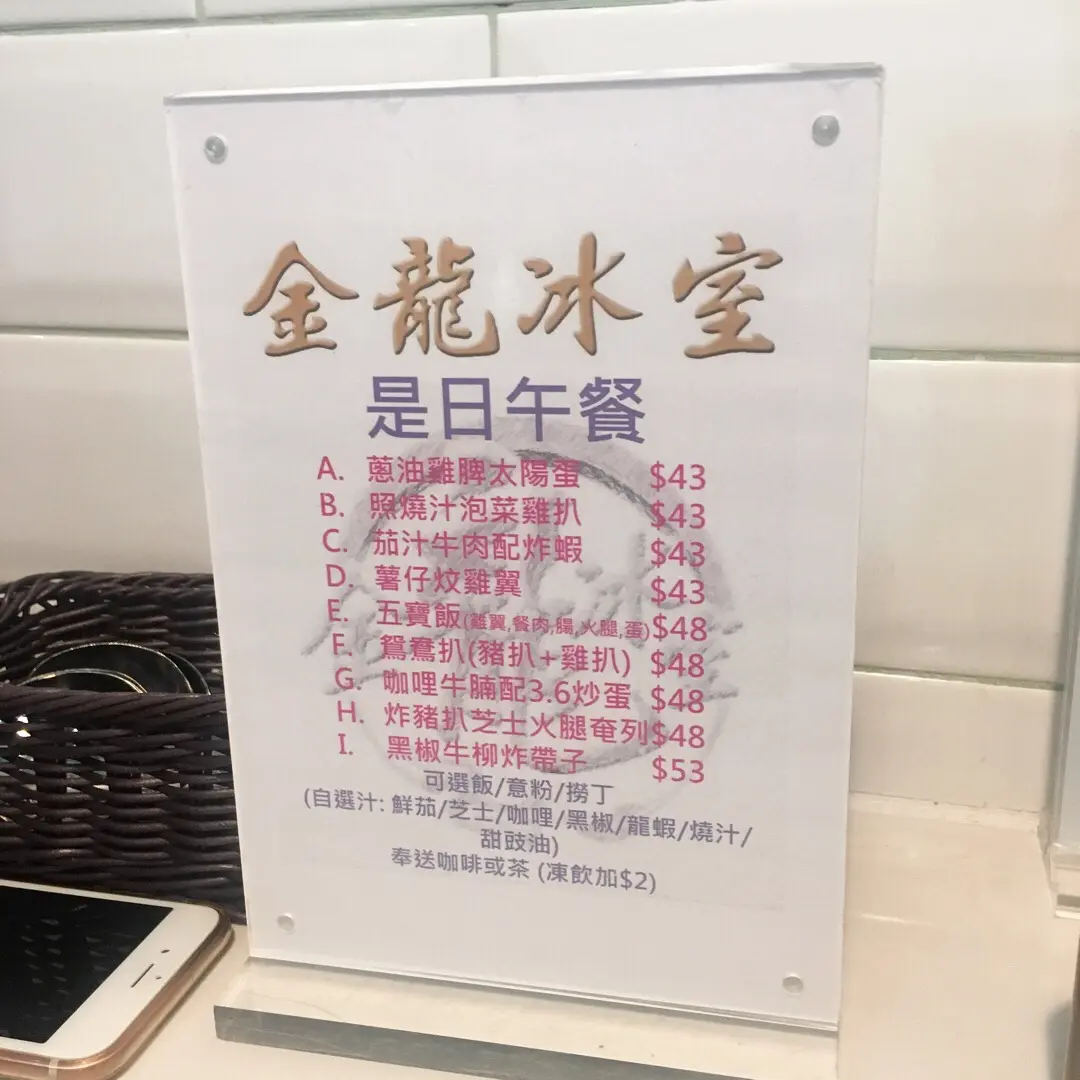 金龍冰室
是日午餐
A. 蔥油雞脾太陽蛋 $43
B. 照燒汁泡菜雞扒 $43
C. 茄汁牛肉配炸蝦 $43
D. 薯仔炆雞翼 $43
E. 五寶飯(雞翼,餐肉,腸,火腿,蛋) $48
F. 鴛鴦扒(豬扒+雞扒) $48
G. 咖哩牛腩配3.6炒蛋 $48
H. 炸豬扒芝士火腿奄列 $48
I. 黑椒牛柳炸帶子 $53
可選飯/意粉/撈丁
(自選汁: 鮮茄/芝士/咖哩/黑椒/龍蝦/燒汁/
甜豉油)
奉送咖啡或茶 (凍飲加$2)